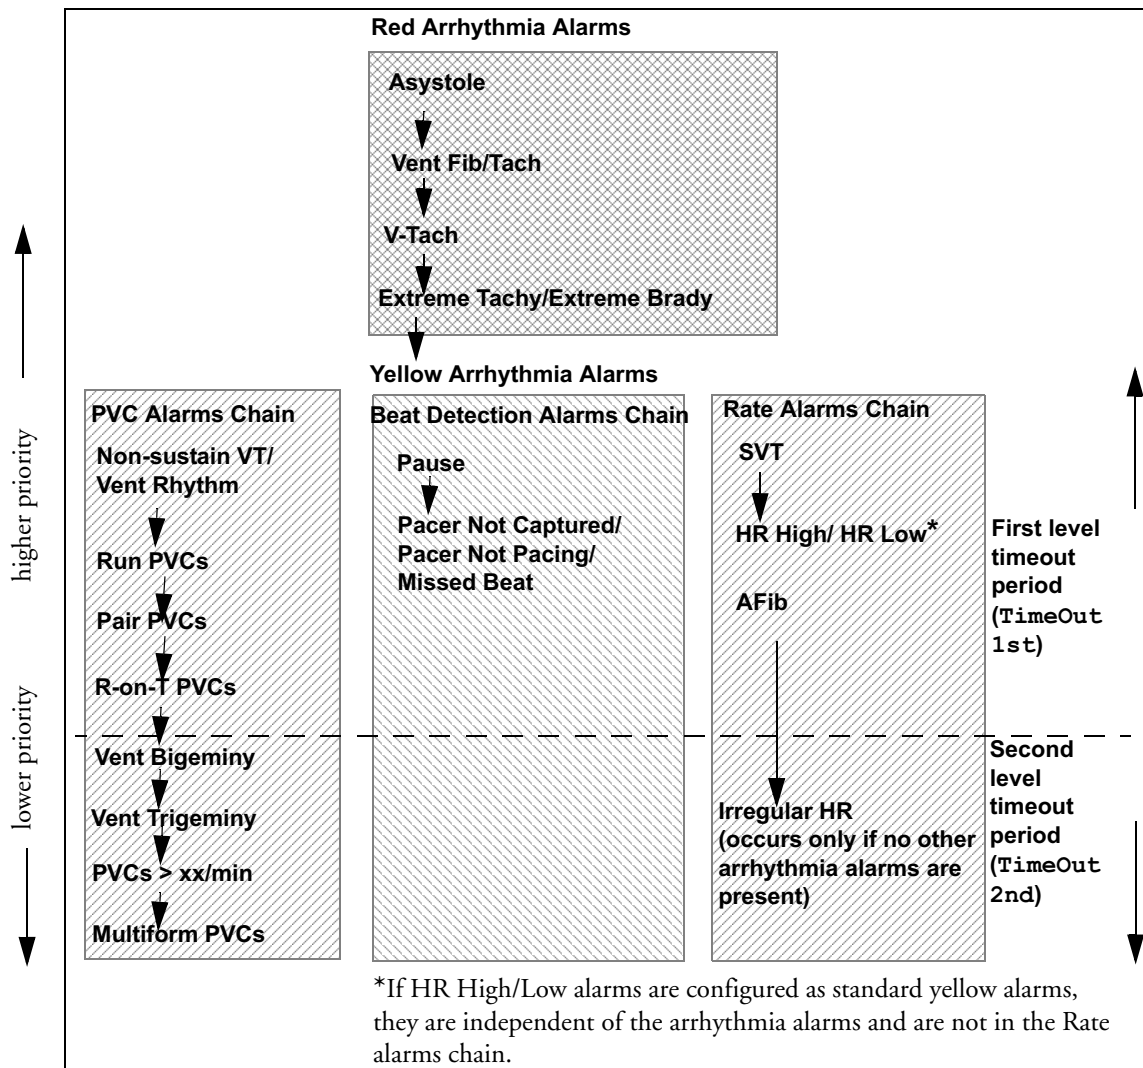 Red Arrhythmia Alarms
Asystole
Vent Fib/Tach
V-Tach
Extreme Tachy/Extreme Brady
Yellow Arrhythmia Alarms
higher priority
lower priority
PVC Alarms Chain
Non-sustain VT/
Vent Rhythm
Run PVCs
Pair PVCs
R-on-T PVCs
Vent Bigeminy
Vent Trigeminy
PVCs > xx/min
Multiform PVCs
Beat Detection Alarms Chain
Pause
Pacer Not Captured/
Pacer Not Pacing/
Missed Beat
Rate Alarms Chain
SVT
HR High/ HR Low*
AFib
Irregular HR
(occurs only if no other
arrhythmia alarms are
present)
First level
timeout
period
(TimeOut
1st)
Second
level
timeout
period
(TimeOut
2nd)
*If HR High/Low alarms are configured as standard yellow alarms,
they are independent of the arrhythmia alarms and are not in the Rate
alarms chain.